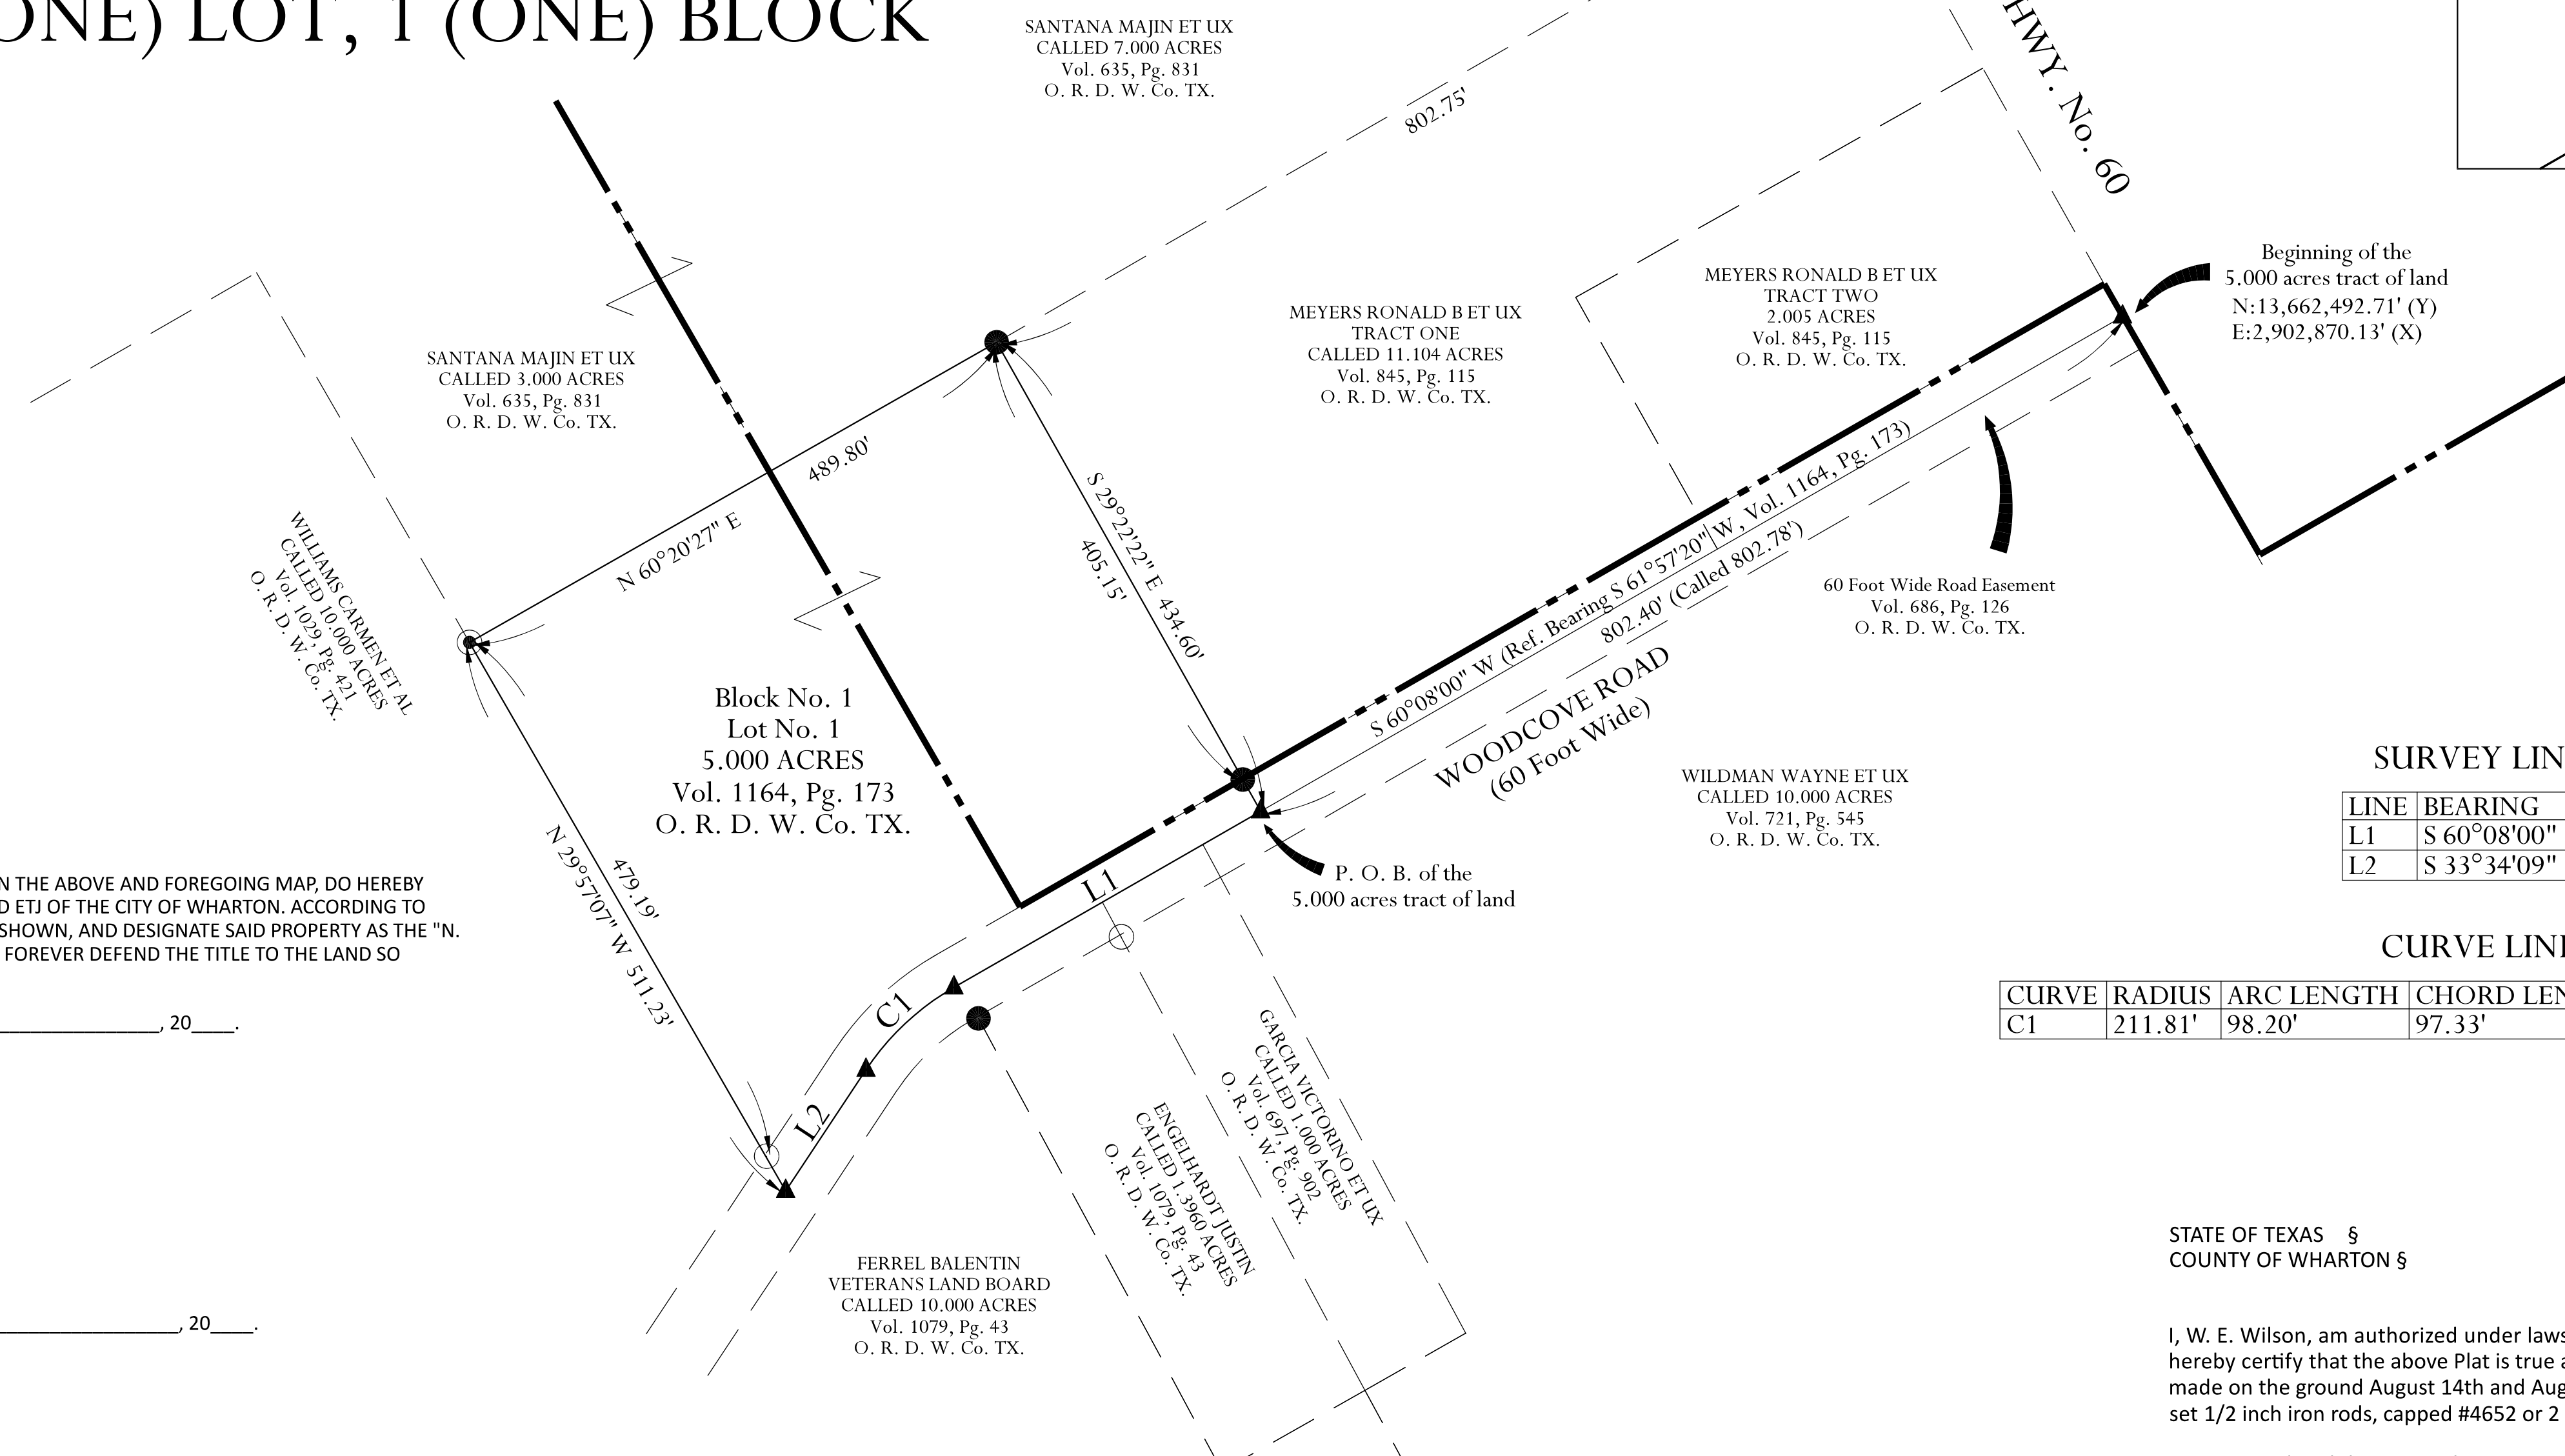 ONE) LOT, 1 (ONE) BLOCK
SANTANA MAJIN ET UX
CALLED 7.000 ACRES
Vol. 635, Pg. 831
O. R. D. W. Co. TX.
802.75'
HWY. No. 60
Beginning of the
5.000 acres tract of land
N:13,662,492.71' (Y)
E:2,902,870.13' (X)
MEYERS RONALD B ET UX
TRACT TWO
2.005 ACRES
Vol. 845, Pg. 115
O. R. D. W. Co. TX.
MEYERS RONALD B ET UX
TRACT ONE
CALLED 11.104 ACRES
Vol. 845, Pg. 115
O. R. D. W. Co. TX.
SANTANA MAJIN ET UX
CALLED 3.000 ACRES
Vol. 635, Pg. 831
O. R. D. W. Co. TX.
489.80'
N 60°20'27" E
S 29°22'22" E 434.60'
405.15'
S 60°08'00" W (Ref. Bearing S 61°57'20" W, Vol. 1164, Pg. 173)
802.40' (Called 802.78')
WOODCOVE ROAD
(60 Foot Wide)
60 Foot Wide Road Easement
Vol. 686, Pg. 126
O. R. D. W. Co. TX.
WILLIAMS CARMEN ET AL
CALLED 10.000 ACRES
Vol. 1029, Pg. 421
O. R. D. W. Co. TX.
Block No. 1
Lot No. 1
5.000 ACRES
Vol. 1164, Pg. 173
O. R. D. W. Co. TX.
WILDMAN WAYNE ET UX
CALLED 10.000 ACRES
Vol. 721, Pg. 545
O. R. D. W. Co. TX.
P. O. B. of the
5.000 acres tract of land
479.19'
N 29°57'07" W 511.23'
L1
C1
L2
SURVEY LIN
LINE BEARING
L1 S 60°08'00"
L2 S 33°34'09"
CURVE LIN
CURVE RADIUS ARC LENGTH CHORD LEN
C1 211.81' 98.20' 97.33'
N THE ABOVE AND FOREGOING MAP, DO HEREBY
D ETJ OF THE CITY OF WHARTON. ACCORDING TO
SHOWN, AND DESIGNATE SAID PROPERTY AS THE "N.
FOREVER DEFEND THE TITLE TO THE LAND SO
_______________, 20____.
_________________, 20____.
GARCIA VICTORINO ET UX
CALLED 1.000 ACRES
Vol. 697, Pg. 902
O. R. D. W. Co. TX.
ENGELHARDT JUSTIN
CALLED 1.3960 ACRES
Vol. 1079, Pg. 43
O. R. D. W. Co. TX.
FERREL BALENTIN
VETERANS LAND BOARD
CALLED 10.000 ACRES
Vol. 1079, Pg. 43
O. R. D. W. Co. TX.
STATE OF TEXAS §
COUNTY OF WHARTON §
I, W. E. Wilson, am authorized under laws
hereby certify that the above Plat is true a
made on the ground August 14th and Aug
set 1/2 inch iron rods, capped #4652 or 2